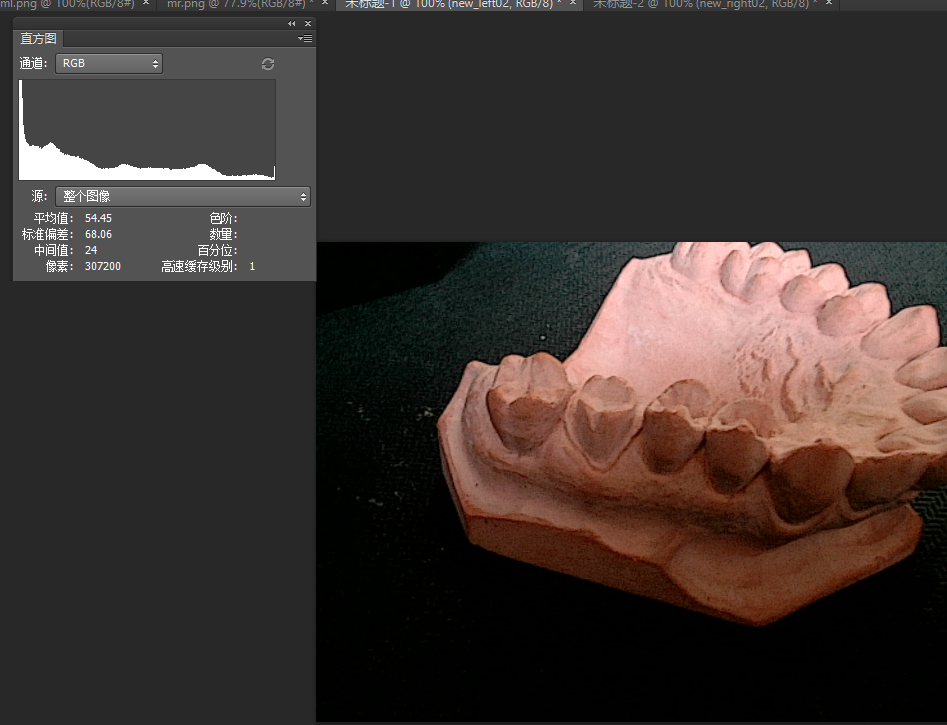 ml.png @ 100%(RGB/8#) × mr.png @ 77.9%(RGB/8#) * × 未标题-1 @ 100% (new_left02, RGB/8) * × 未标题-2 @ 100% (new_right02, RGB/8) * ×
直方图
通道: RGB
源: 整个图像
平均值: 54.45 色阶:
标准偏差: 68.06 数量:
中间值: 24 百分位:
像素: 307200 高速缓存级别: 1